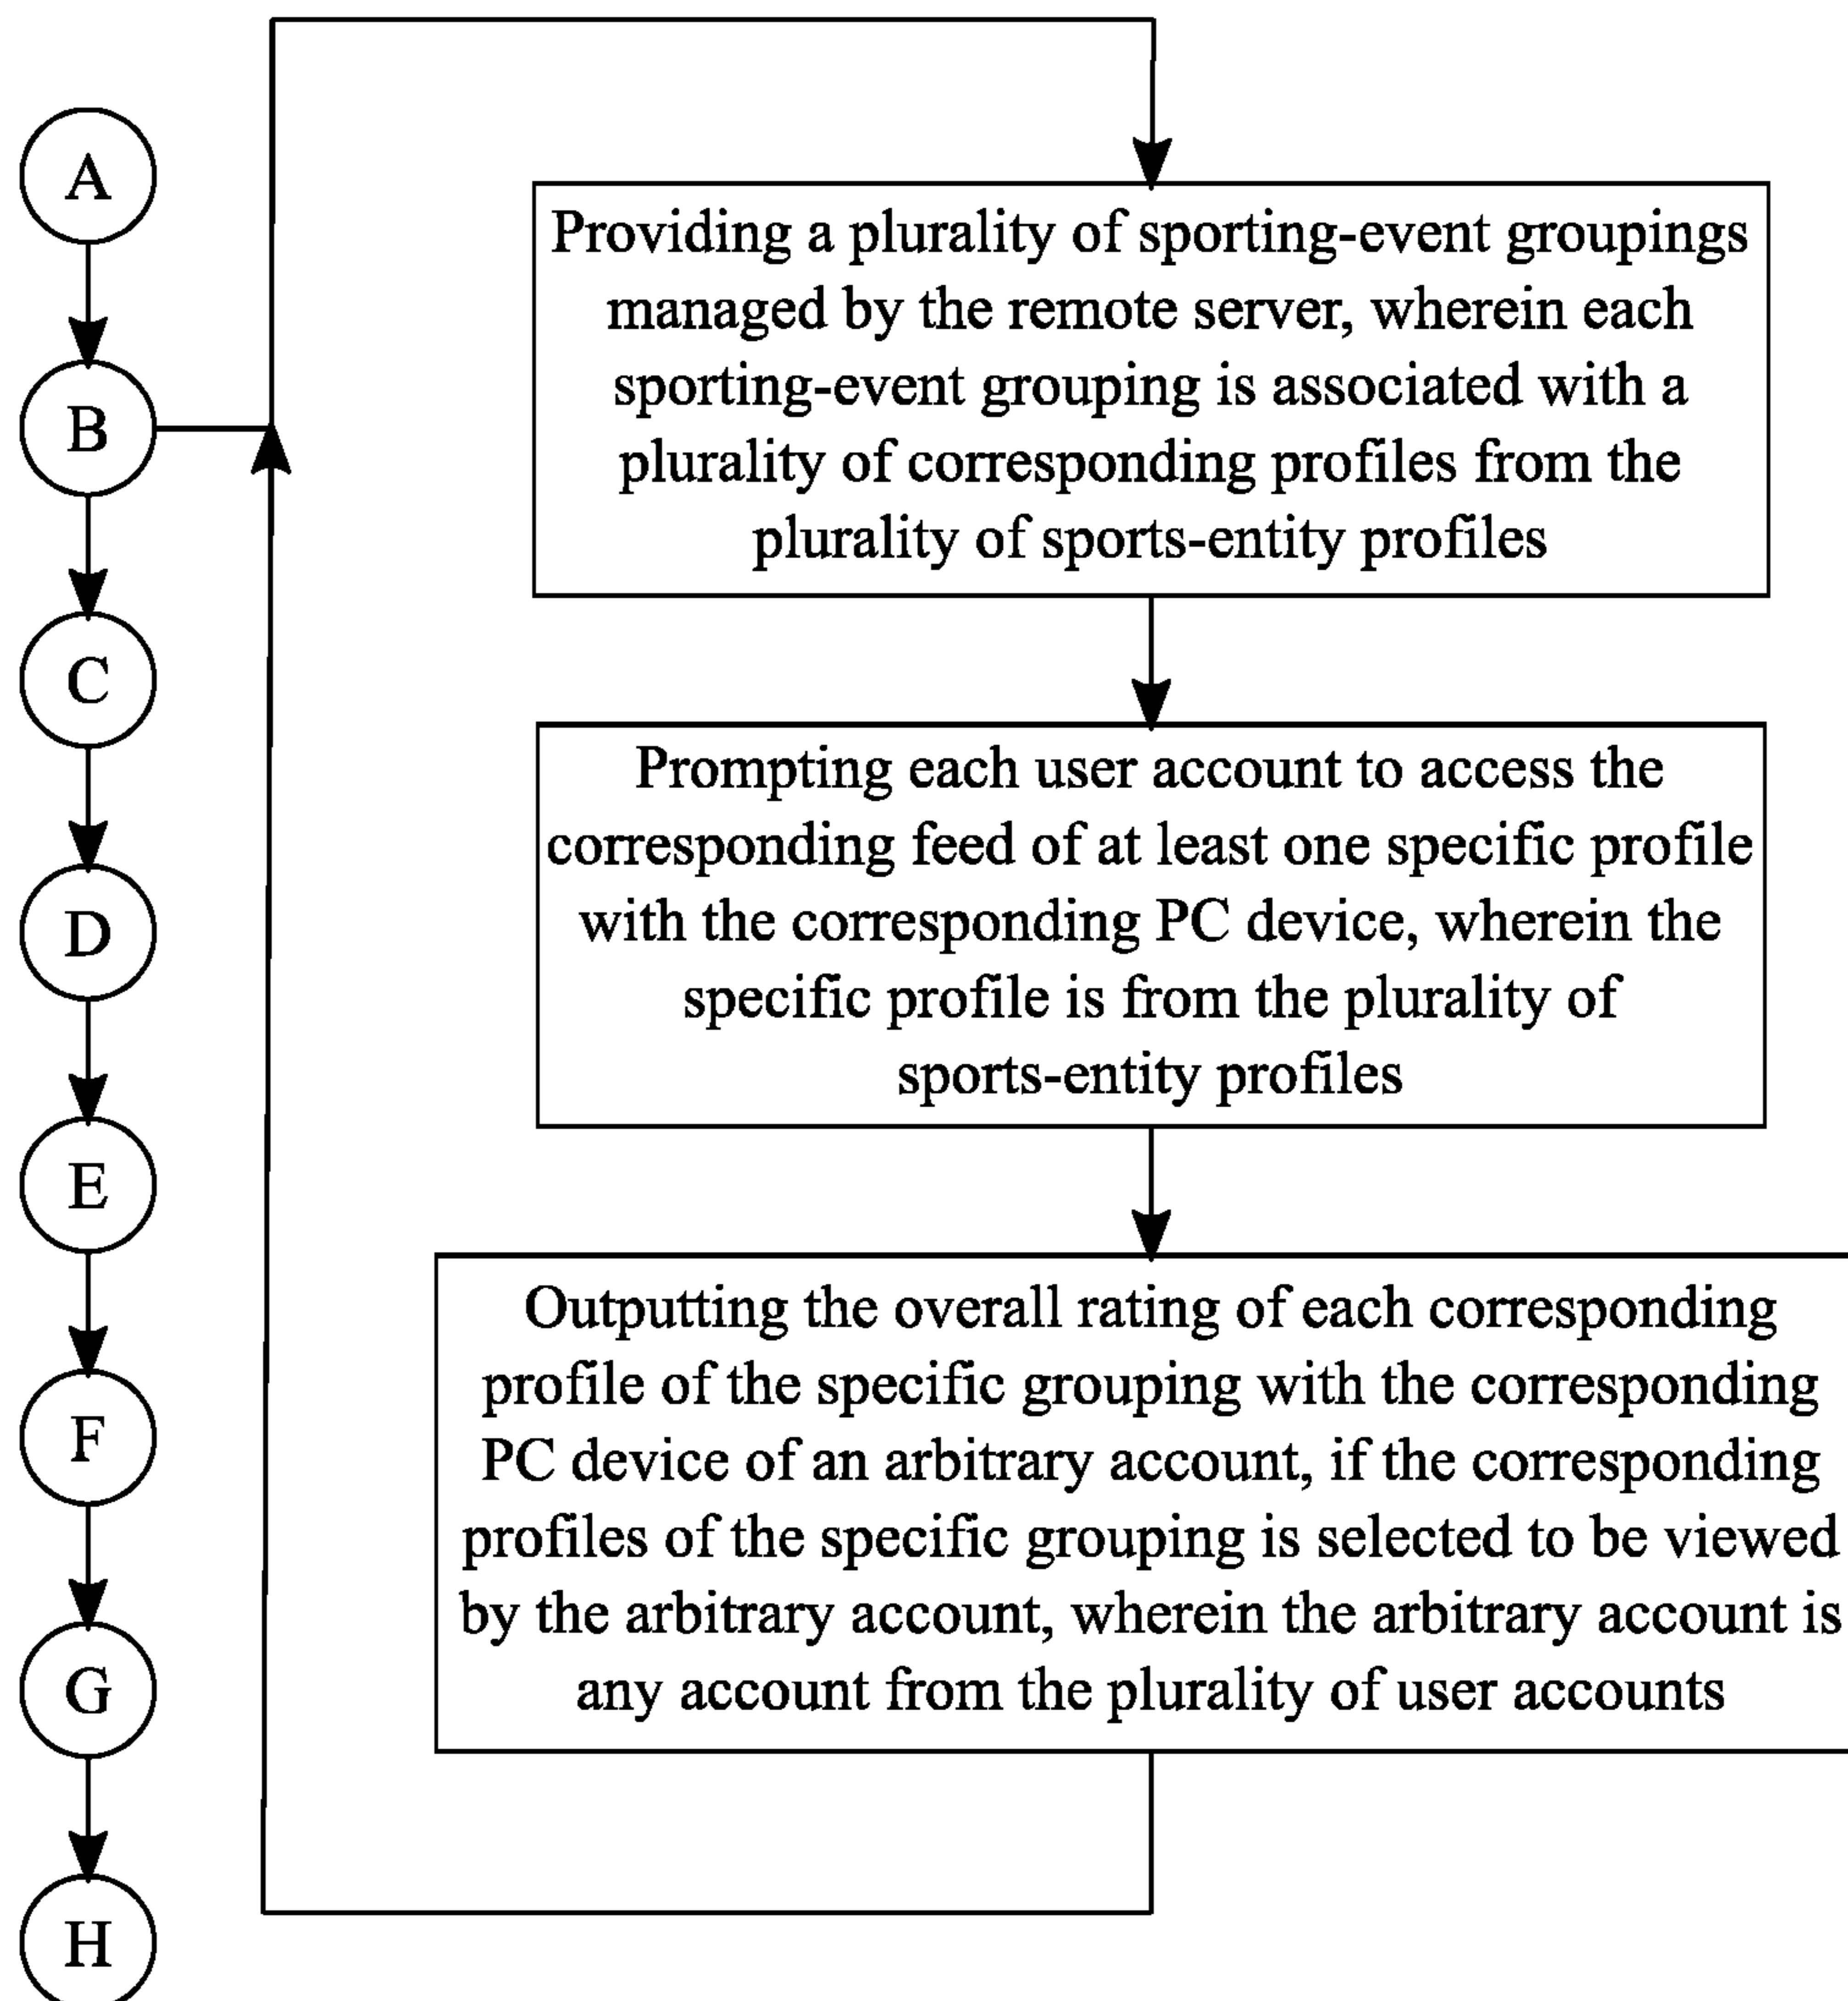 A
B
C
D
E
F
G
H
Providing a plurality of sporting-event groupings
managed by the remote server, wherein each
sporting-event grouping is associated with a
plurality of corresponding profiles from the
plurality of sports-entity profiles
Prompting each user account to access the
corresponding feed of at least one specific profile
with the corresponding PC device, wherein the
specific profile is from the plurality of
sports-entity profiles
Outputting the overall rating of each corresponding
profile of the specific grouping with the corresponding
PC device of an arbitrary account, if the corresponding
profiles of the specific grouping is selected to be viewed
by the arbitrary account, wherein the arbitrary account is
any account from the plurality of user accounts